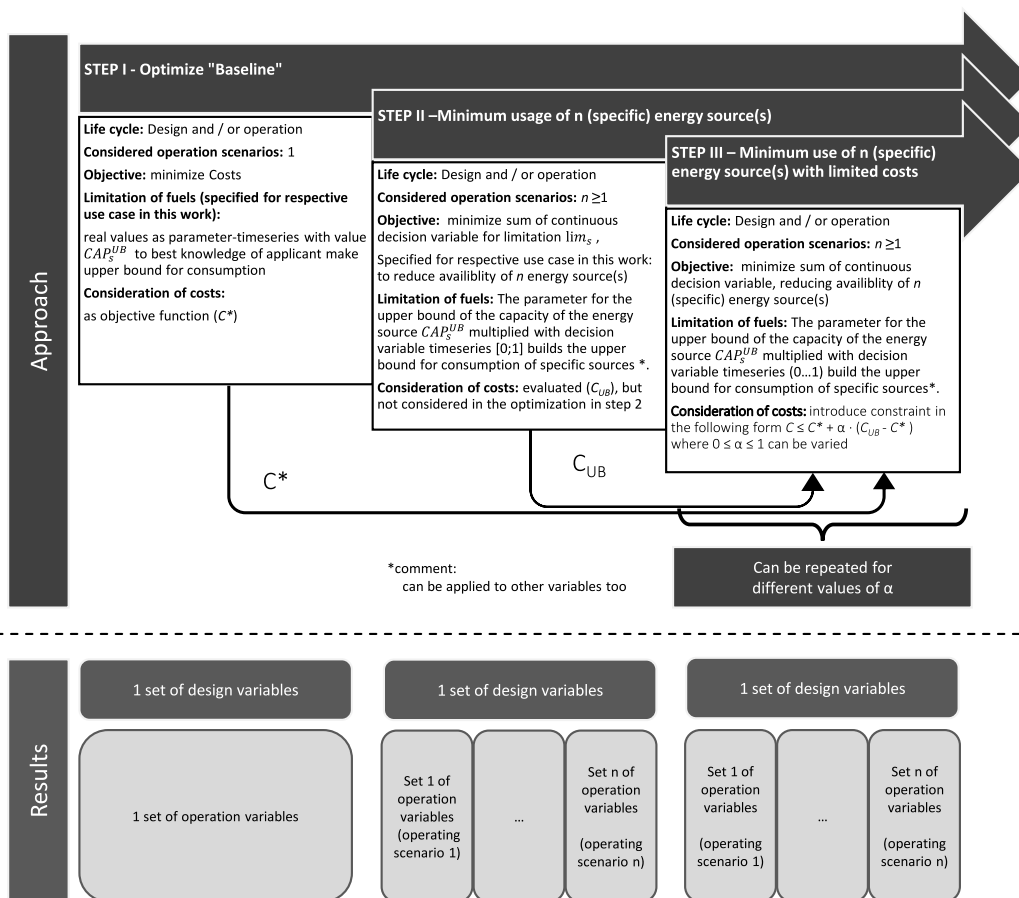 Approach
STEP I - Optimize "Baseline"
Life cycle: Design and / or operation
Considered operation scenarios: 1
Objective: minimize Costs
Limitation of fuels (specified for respective
use case in this work):
real values as parameter-timeseries with value
CAP_s^UB to best knowledge of applicant make
upper bound for consumption
Consideration of costs:
as objective function (C*)
STEP II –Minimum usage of n (specific) energy source(s)
Life cycle: Design and / or operation
Considered operation scenarios: n ≥1
Objective: minimize sum of continuous
decision variable for limitation lim_s ,
Specified for respective use case in this work:
to reduce availiblity of n energy source(s)
Limitation of fuels: The parameter for the
upper bound of the capacity of the energy
source CAP_s^UB multiplied with decision
variable timeseries [0;1] builds the upper
bound for consumption of specific sources *.
Consideration of costs: evaluated (C_UB), but
not considered in the optimization in step 2
STEP III – Minimum use of n (specific)
energy source(s) with limited costs
Life cycle: Design and / or operation
Considered operation scenarios: n ≥1
Objective: minimize sum of continuous
decision variable, reducing availiblity of n
(specific) energy source(s)
Limitation of fuels: The parameter for the
upper bound of the capacity of the energy
source CAP_s^UB multiplied with decision
variable timeseries (0...1) build the upper
bound for consumption of specific sources*.
Consideration of costs: introduce constraint in
the following form C ≤ C* + α · (C_UB - C* )
where 0 ≤ α ≤ 1 can be varied
C*
C_UB
*comment:
can be applied to other variables too
Can be repeated for
different values of α
Results
1 set of design variables
1 set of design variables
1 set of design variables
1 set of operation variables
Set 1 of
operation
variables
(operating
scenario 1)
...
Set n of
operation
variables
(operating
scenario n)
Set 1 of
operation
variables
(operating
scenario 1)
...
Set n of
operation
variables
(operating
scenario n)